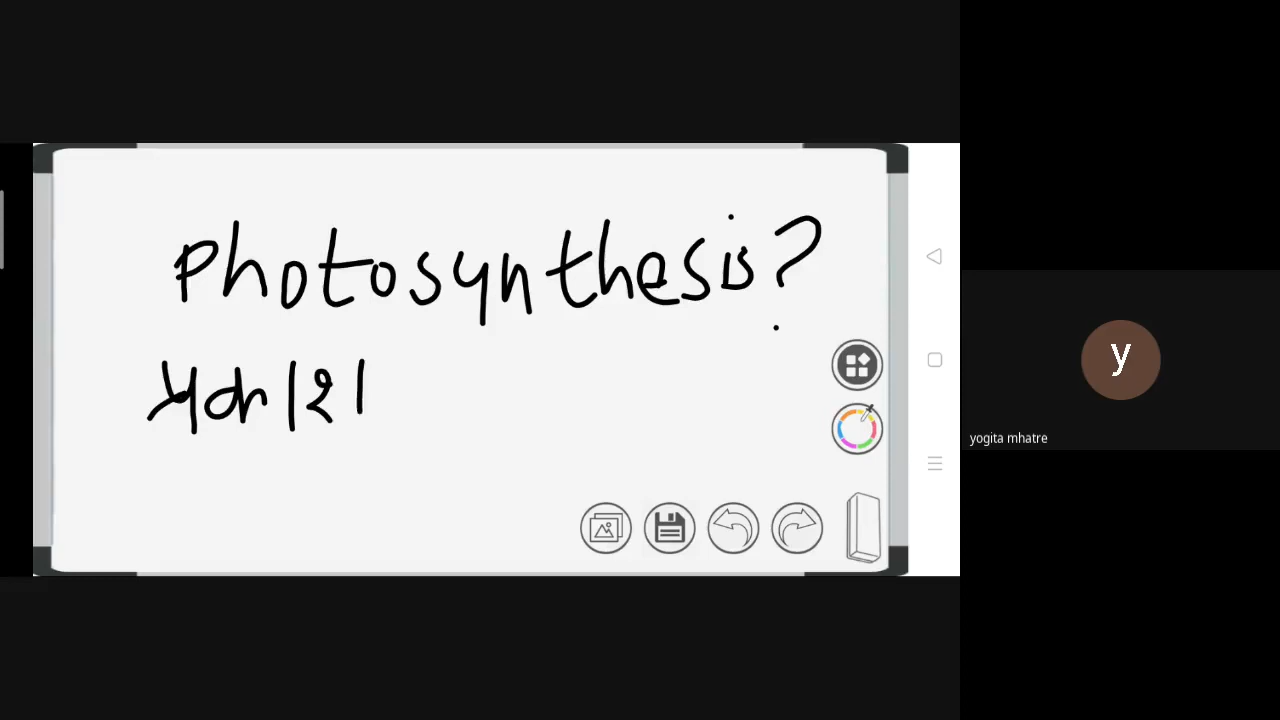 Photosynthesis?
प्रकाश
y
yogita mhatre